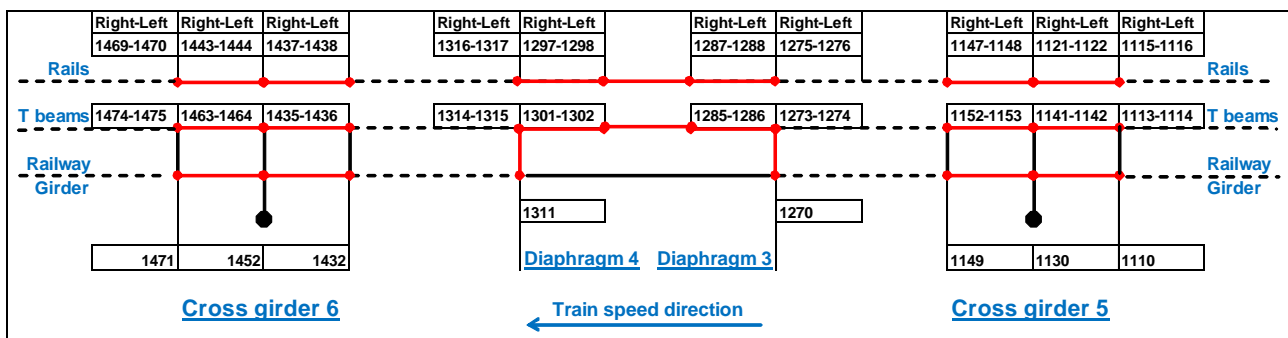 Right-Left Right-Left Right-Left Right-Left Right-Left Right-Left Right-Left Right-Left Right-Left Right-Left
1469-1470 1443-1444 1437-1438 1316-1317 1297-1298 1287-1288 1275-1276 1147-1148 1121-1122 1115-1116
Rails Rails
T beams 1474-1475 1463-1464 1435-1436 1314-1315 1301-1302 1285-1286 1273-1274 1152-1153 1141-1142 1113-1114 T beams
Railway Railway
Girder Girder
1311 1270
1471 1452 1432 Diaphragm 4 Diaphragm 3 1149 1130 1110
Cross girder 6 Train speed direction Cross girder 5